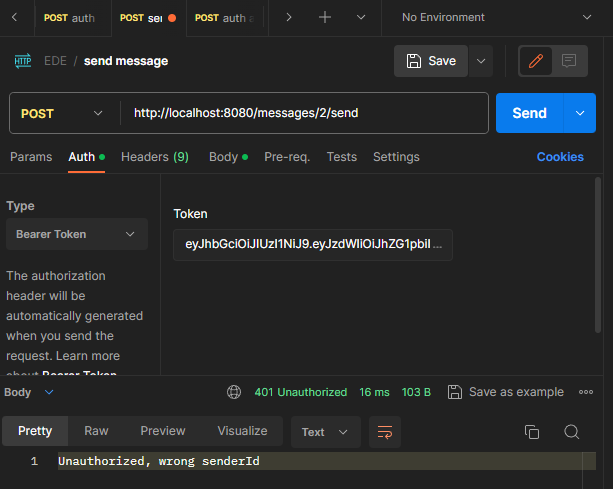 POST auth
POST sen
POST auth
No Environment
HTTP EDE / send message
Save
POST http://localhost:8080/messages/2/send
Send
Params Auth Headers (9) Body Pre-req. Tests Settings Cookies
Type
Bearer Token
The authorization
header will be
automatically generated
when you send the
request. Learn more
about Bearer Token
Token
eyJhbGciOiJIUzI1NiJ9.eyJzdWIiOiJhZG1pbiI ...
Body 401 Unauthorized 16 ms 103 B Save as example
Pretty Raw Preview Visualize Text
1 Unauthorized, wrong senderId